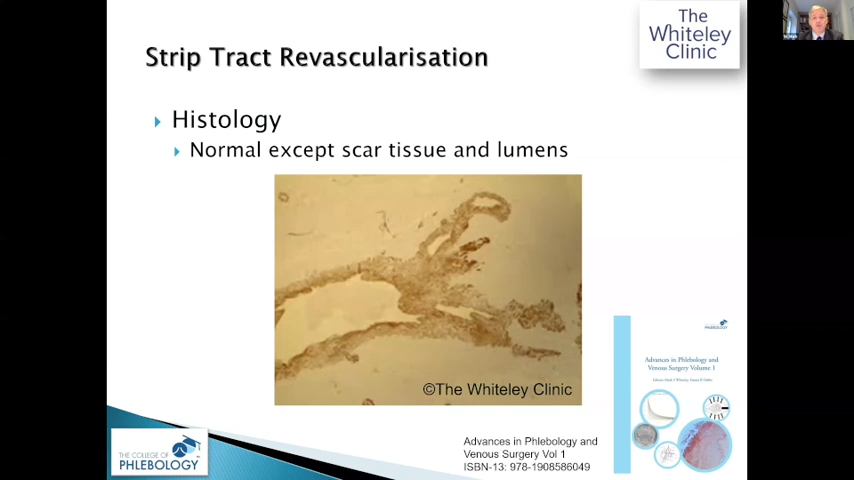 Strip Tract Revascularisation
The
Whiteley
Clinic
Histology
Normal except scar tissue and lumens
©The Whiteley Clinic
PHLEBOLOGY
Advances in Phlebology and
Venous Surgery Volume 1
THE COLLEGE OF
PHLEBOLOGY
Advances in Phlebology and
Venous Surgery Vol 1
ISBN-13: 978-1908586049